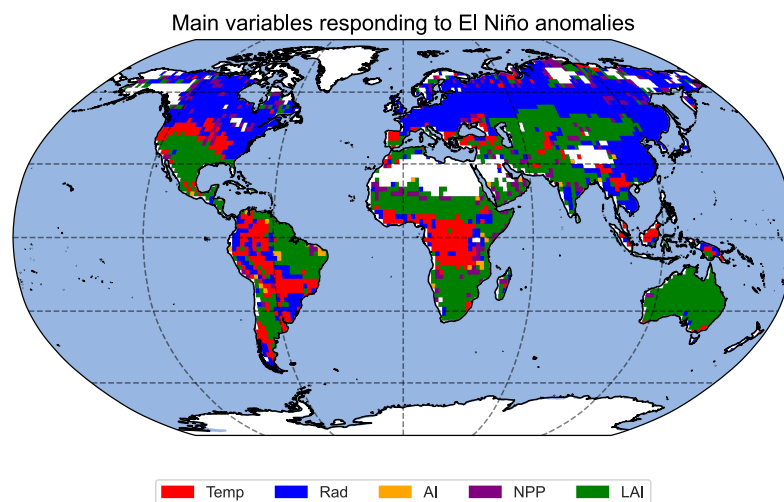 Main variables responding to El Niño anomalies
Temp Rad AI NPP LAI